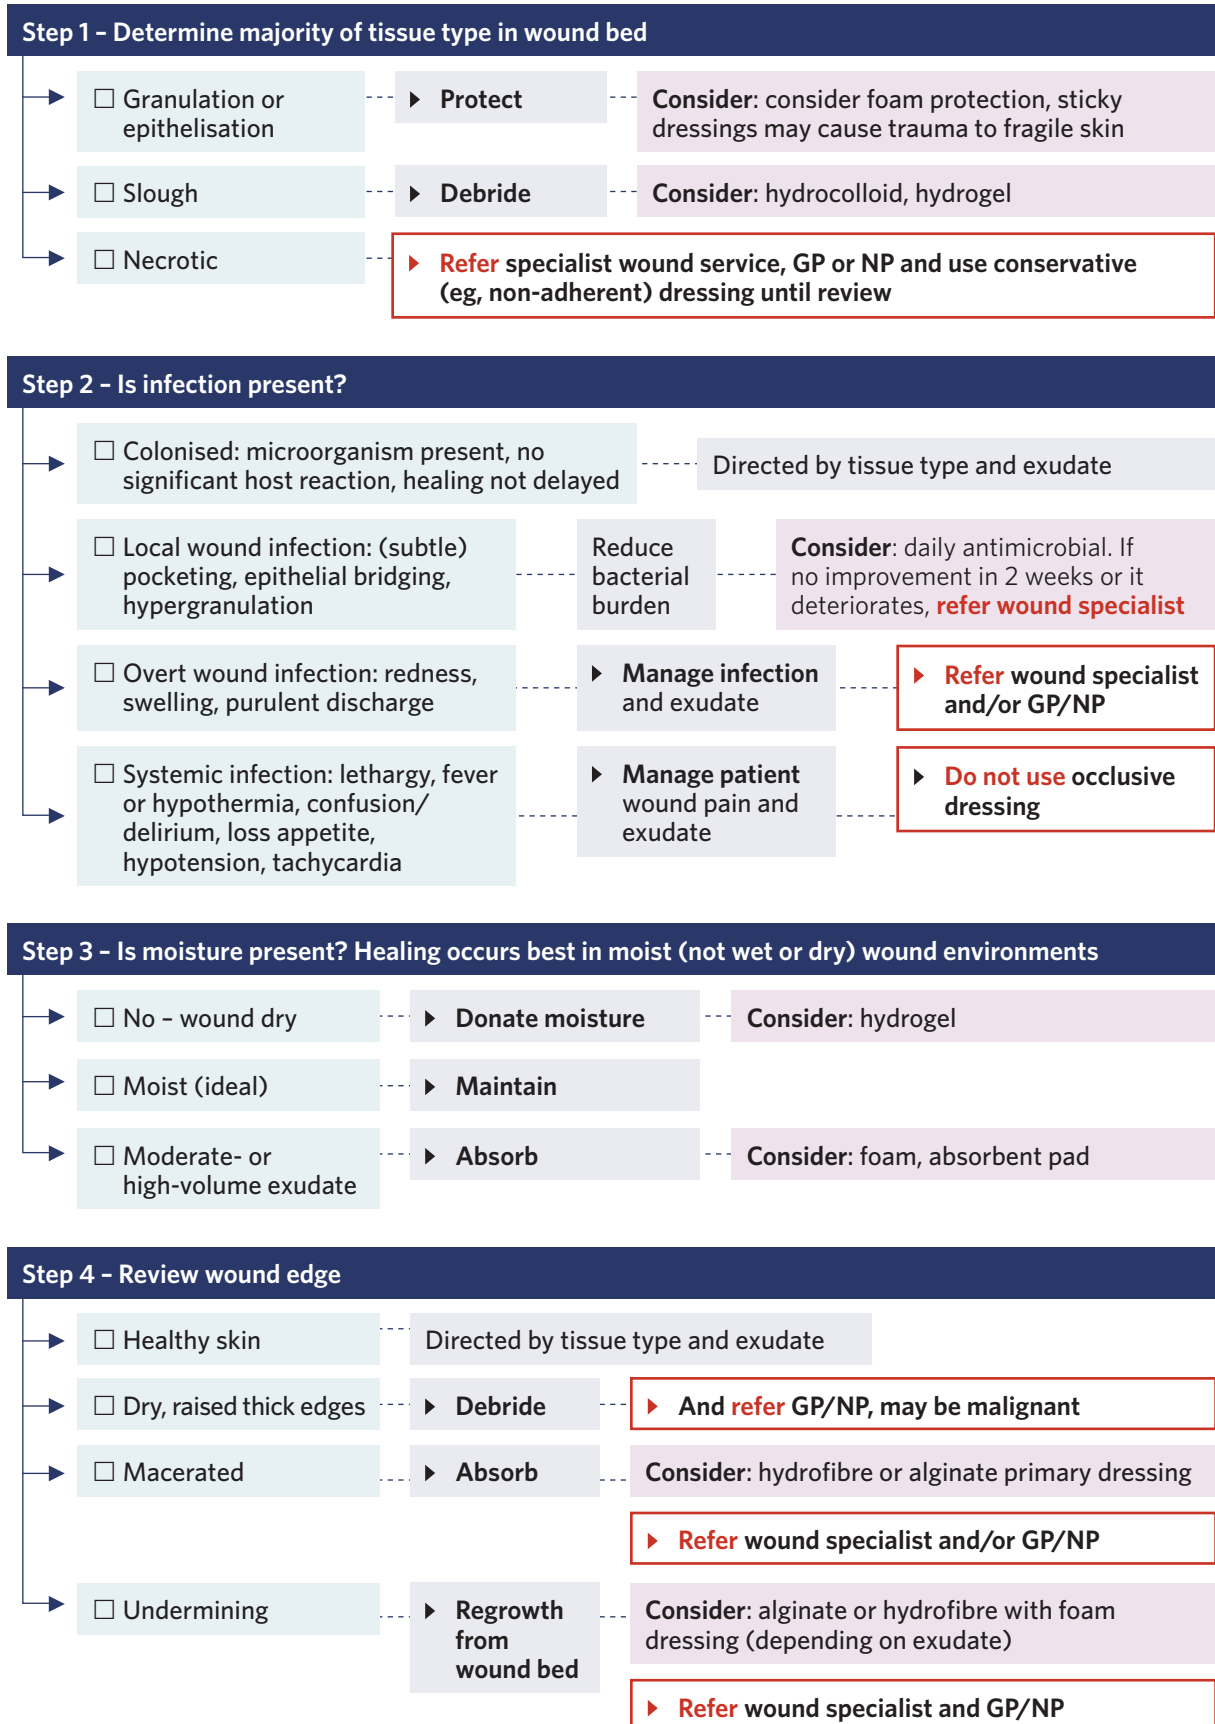 Step 1 – Determine majority of tissue type in wound bed
☐ Granulation or
epithelisation
▶ Protect
Consider: consider foam protection, sticky
dressings may cause trauma to fragile skin
☐ Slough
▶ Debride
Consider: hydrocolloid, hydrogel
☐ Necrotic
▶ Refer specialist wound service, GP or NP and use conservative
(eg, non-adherent) dressing until review
Step 2 – Is infection present?
☐ Colonised: microorganism present, no
significant host reaction, healing not delayed
Directed by tissue type and exudate
☐ Local wound infection: (subtle)
pocketing, epithelial bridging,
hypergranulation
Reduce
bacterial
burden
Consider: daily antimicrobial. If
no improvement in 2 weeks or it
deteriorates, refer wound specialist
☐ Overt wound infection: redness,
swelling, purulent discharge
▶ Manage infection
and exudate
▶ Refer wound specialist
and/or GP/NP
☐ Systemic infection: lethargy, fever
or hypothermia, confusion/
delirium, loss appetite,
hypotension, tachycardia
▶ Manage patient
wound pain and
exudate
▶ Do not use occlusive
dressing
Step 3 – Is moisture present? Healing occurs best in moist (not wet or dry) wound environments
☐ No – wound dry
▶ Donate moisture
Consider: hydrogel
☐ Moist (ideal)
▶ Maintain
☐ Moderate- or
high-volume exudate
▶ Absorb
Consider: foam, absorbent pad
Step 4 – Review wound edge
☐ Healthy skin
Directed by tissue type and exudate
☐ Dry, raised thick edges
▶ Debride
▶ And refer GP/NP, may be malignant
☐ Macerated
▶ Absorb
Consider: hydrofibre or alginate primary dressing
▶ Refer wound specialist and/or GP/NP
☐ Undermining
▶ Regrowth
from
wound bed
Consider: alginate or hydrofibre with foam
dressing (depending on exudate)
▶ Refer wound specialist and GP/NP